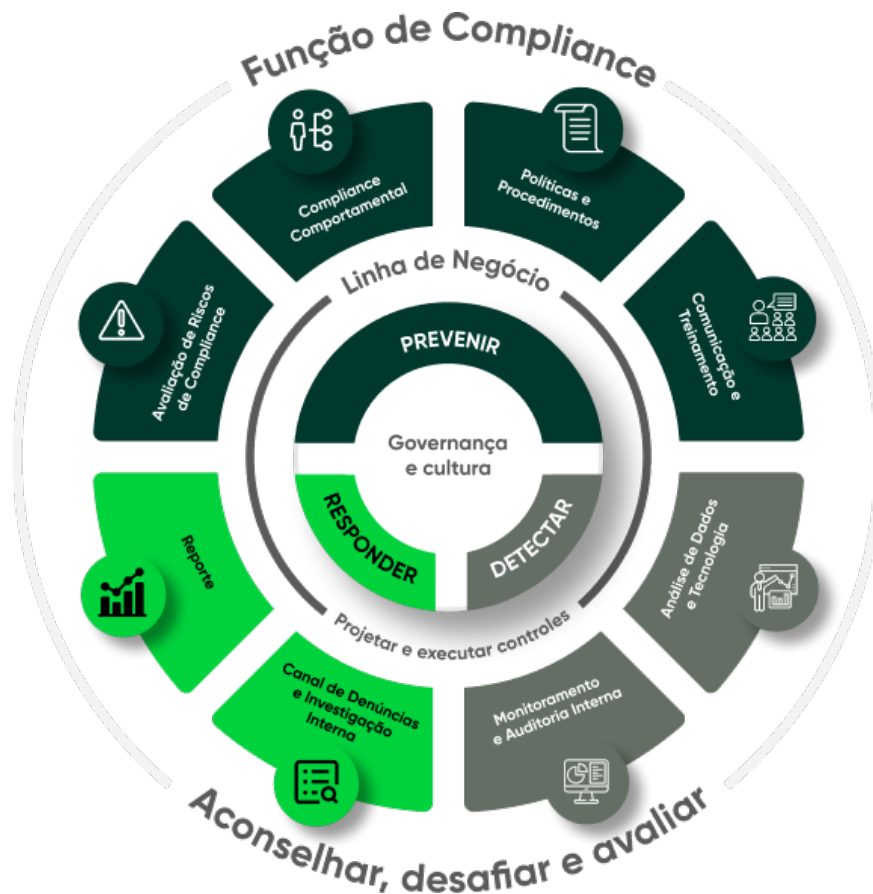 Função de Compliance
Compliance
Comportamental
Políticas e
Procedimentos
Avaliação de Riscos
de Compliance
Comunicação e
Treinamento
Linha de Negócio
PREVENIR
Governança
e cultura
RESPONDER
DETECTAR
Projetar e executar controles
Reporte
Análise de Dados
e Tecnologia
Canal de Denúncias
e Investigação
Interna
Monitoramento
e Auditoria Interna
Aconselhar, desafiar e avaliar